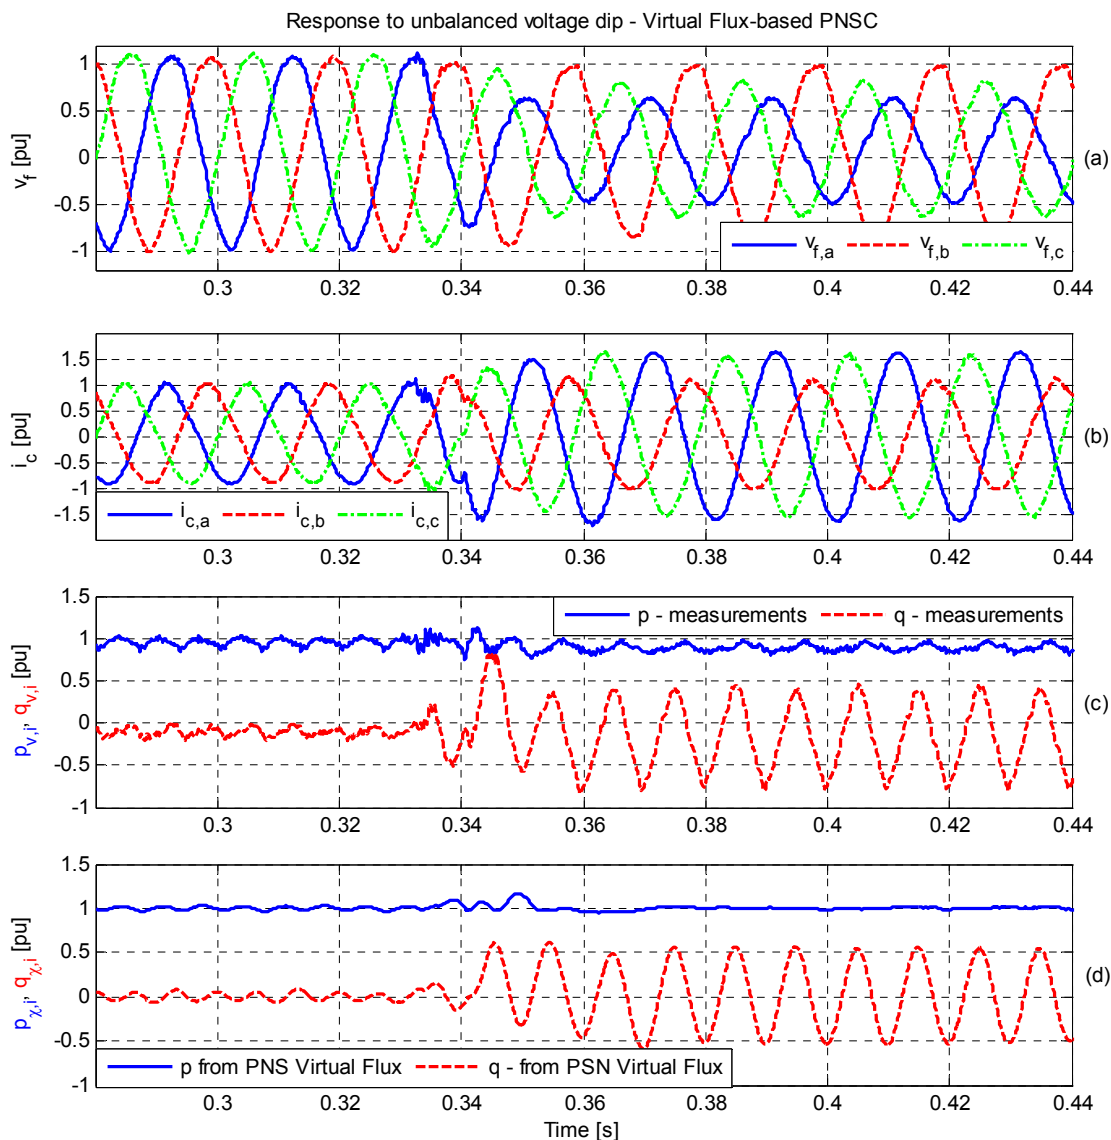 Response to unbalanced voltage dip - Virtual Flux-based PNSC
v_f [pu]
1
0.5
0
-0.5
-1
(a)
v_f,a v_f,b v_f,c
0.3 0.32 0.34 0.36 0.38 0.4 0.42 0.44
i_c [pu]
1.5
1
0.5
0
-0.5
-1
-1.5
(b)
i_c,a i_c,b i_c,c
0.3 0.32 0.34 0.36 0.38 0.4 0.42 0.44
p_v,i, q_v,i [pu]
1.5
1
0.5
0
-0.5
-1
(c)
p - measurements q - measurements
0.3 0.32 0.34 0.36 0.38 0.4 0.42 0.44
p_χ,i, q_χ,i [pu]
1.5
1
0.5
0
-0.5
-1
(d)
p from PNS Virtual Flux q - from PSN Virtual Flux
0.3 0.32 0.34 0.36 0.38 0.4 0.42 0.44
Time [s]